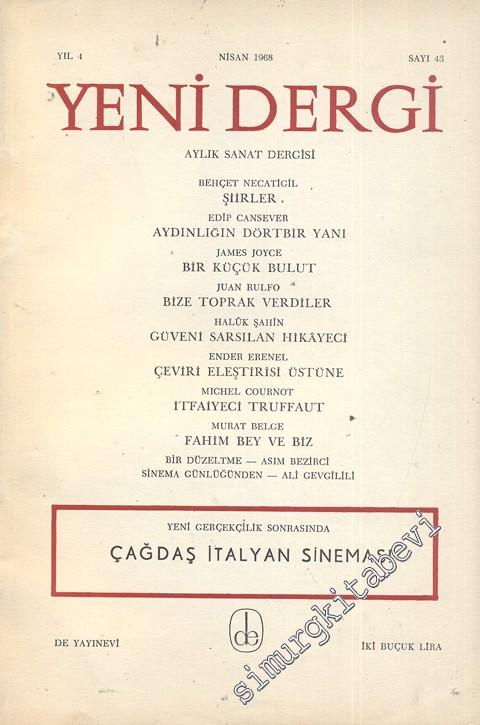 YIL 4 NİSAN 1968 SAYI 43
YENİ DERGİ
AYLIK SANAT DERGİSİ
BEHÇET NECATİGİL
ŞİİRLER
EDİP CANSEVER
AYDINLIĞIN DÖRTBİR YANI
JAMES JOYCE
BİR KÜÇÜK BULUT
JUAN RULFO
BİZE TOPRAK VERDİLER
HALÛK ŞAHİN
GÜVENİ SARSILAN HİKÂYECİ
ENDER ERENEL
ÇEVİRİ ELEŞTİRİSİ ÜSTÜNE
MICHEL COURNOT
İTFAİYECİ TRUFFAUT
MURAT BELGE
FAHİM BEY VE BİZ
BİR DÜZELTME — ASIM BEZİRCİ
SİNEMA GÜNLÜĞÜNDEN — ALİ GEVGİLİLİ
YENİ GERÇEKÇİLİK SONRASINDA
ÇAĞDAŞ İTALYAN SİNEMASI
DE YAYINEVİ de İKİ BUÇUK LİRA
simurgkitabevi